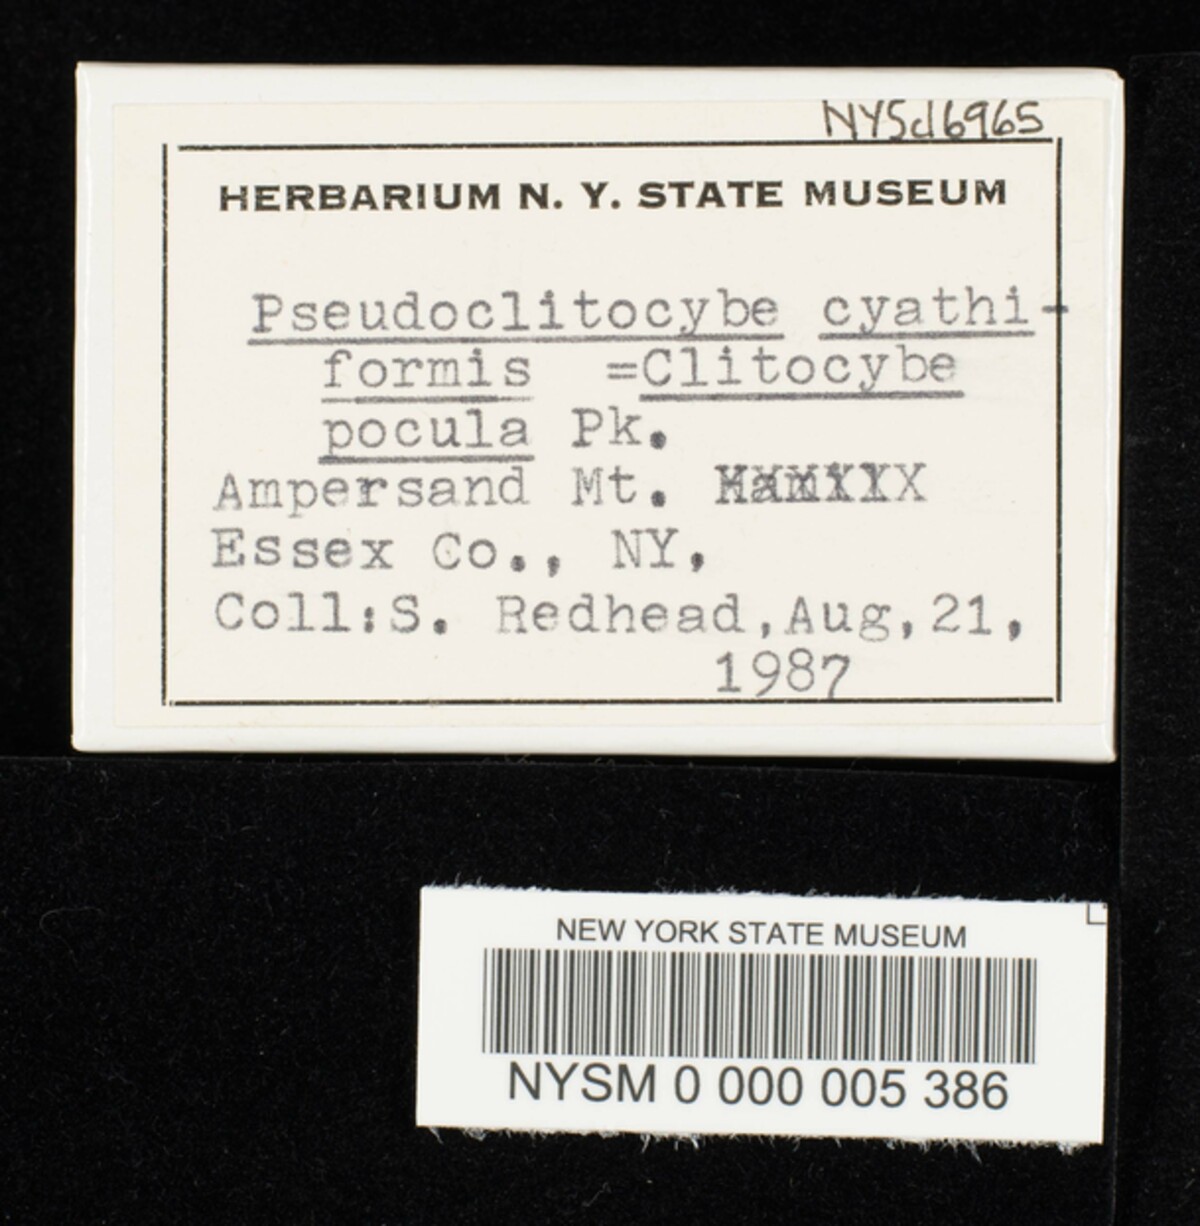 NYSd6965
HERBARIUM N. Y. STATE MUSEUM
Pseudoclitocybe cyathi-
formis =Clitocybe
pocula Pk.
Ampersand Mt.
Essex Co., NY,
Coll:S. Redhead,Aug,21,
1987
NEW YORK STATE MUSEUM
NYSM 0 000 005 386